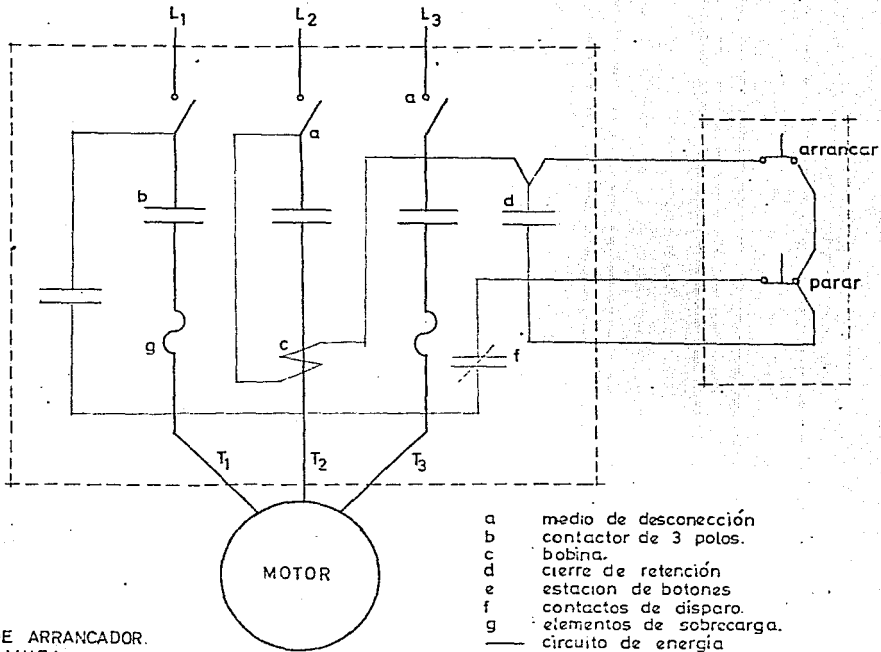 L1 L2 L3
a
arrancar
a
b
d
parar
c
g
f
T1 T2 T3
MOTOR
a medio de desconección
b contactor de 3 polos.
c bobina.
d cierre de retención
e estacion de botones
f contactos de disparo.
g elementos de sobrecarga.
circuito de energía
E ARRANCADOR.